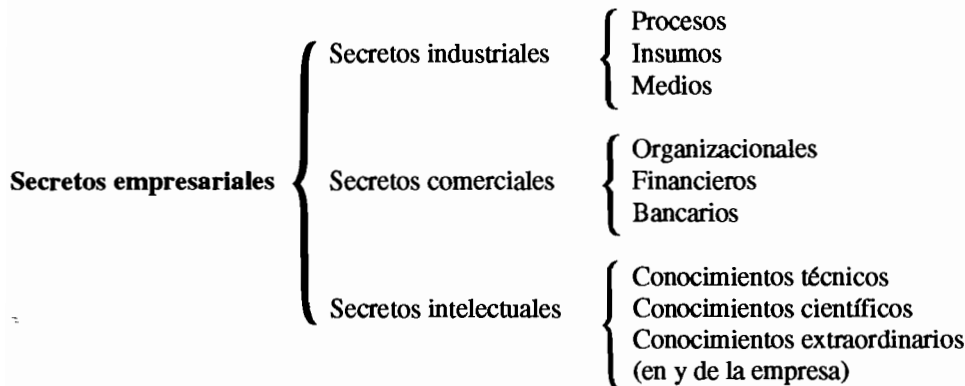 Secretos empresariales
Secretos industriales
Procesos
Insumos
Medios
Secretos comerciales
Organizacionales
Financieros
Bancarios
Secretos intelectuales
Conocimientos técnicos
Conocimientos científicos
Conocimientos extraordinarios
(en y de la empresa)